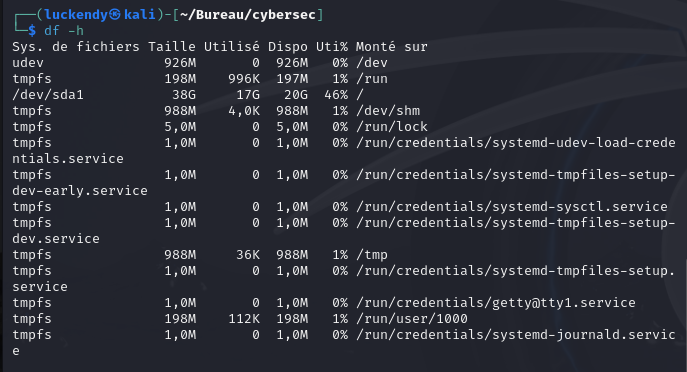 ┌──(luckendy㉿kali)-[~/Bureau/cybersec]
└─$ df -h
Sys. de fichiers Taille Utilisé Dispo Uti% Monté sur
udev               926M       0  926M   0% /dev
tmpfs              198M    996K  197M   1% /run
/dev/sda1           38G     17G   20G  46% /
tmpfs              988M    4,0K  988M   1% /dev/shm
tmpfs              5,0M       0  5,0M   0% /run/lock
tmpfs              1,0M       0  1,0M   0% /run/credentials/systemd-udev-load-crede
ntials.service
tmpfs              1,0M       0  1,0M   0% /run/credentials/systemd-tmpfiles-setup-
dev-early.service
tmpfs              1,0M       0  1,0M   0% /run/credentials/systemd-sysctl.service
tmpfs              1,0M       0  1,0M   0% /run/credentials/systemd-tmpfiles-setup-
dev.service
tmpfs              988M     36K  988M   1% /tmp
tmpfs              1,0M       0  1,0M   0% /run/credentials/systemd-tmpfiles-setup.
service
tmpfs              1,0M       0  1,0M   0% /run/credentials/getty@tty1.service
tmpfs              198M    112K  198M   1% /run/user/1000
tmpfs              1,0M       0  1,0M   0% /run/credentials/systemd-journald.servic
e